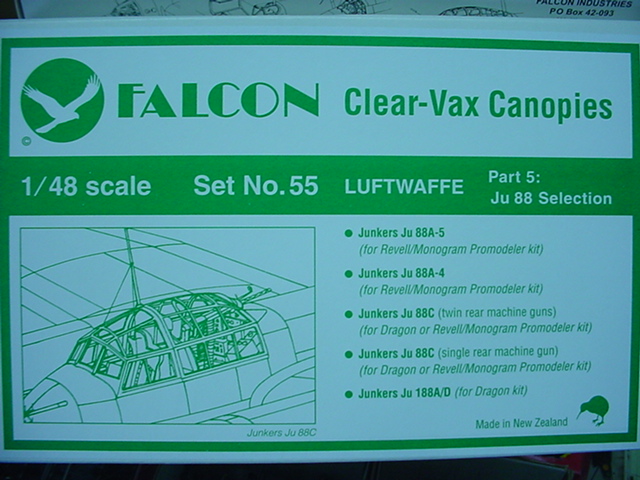 FALCON INDUSTRIES
PO Box 42-093
FALCON Clear-Vax Canopies
©
1/48 scale Set No. 55 LUFTWAFFE Part 5:
Ju 88 Selection
• Junkers Ju 88A-5
(for Revell/Monogram Promodeler kit)
• Junkers Ju 88A-4
(for Revell/Monogram Promodeler kit)
• Junkers Ju 88C (twin rear machine guns)
(for Dragon or Revell/Monogram Promodeler kit)
• Junkers Ju 88C (single rear machine gun)
(for Dragon or Revell/Monogram Promodeler kit)
• Junkers Ju 188A/D (for Dragon kit)
Junkers Ju 88C
Made in New Zealand